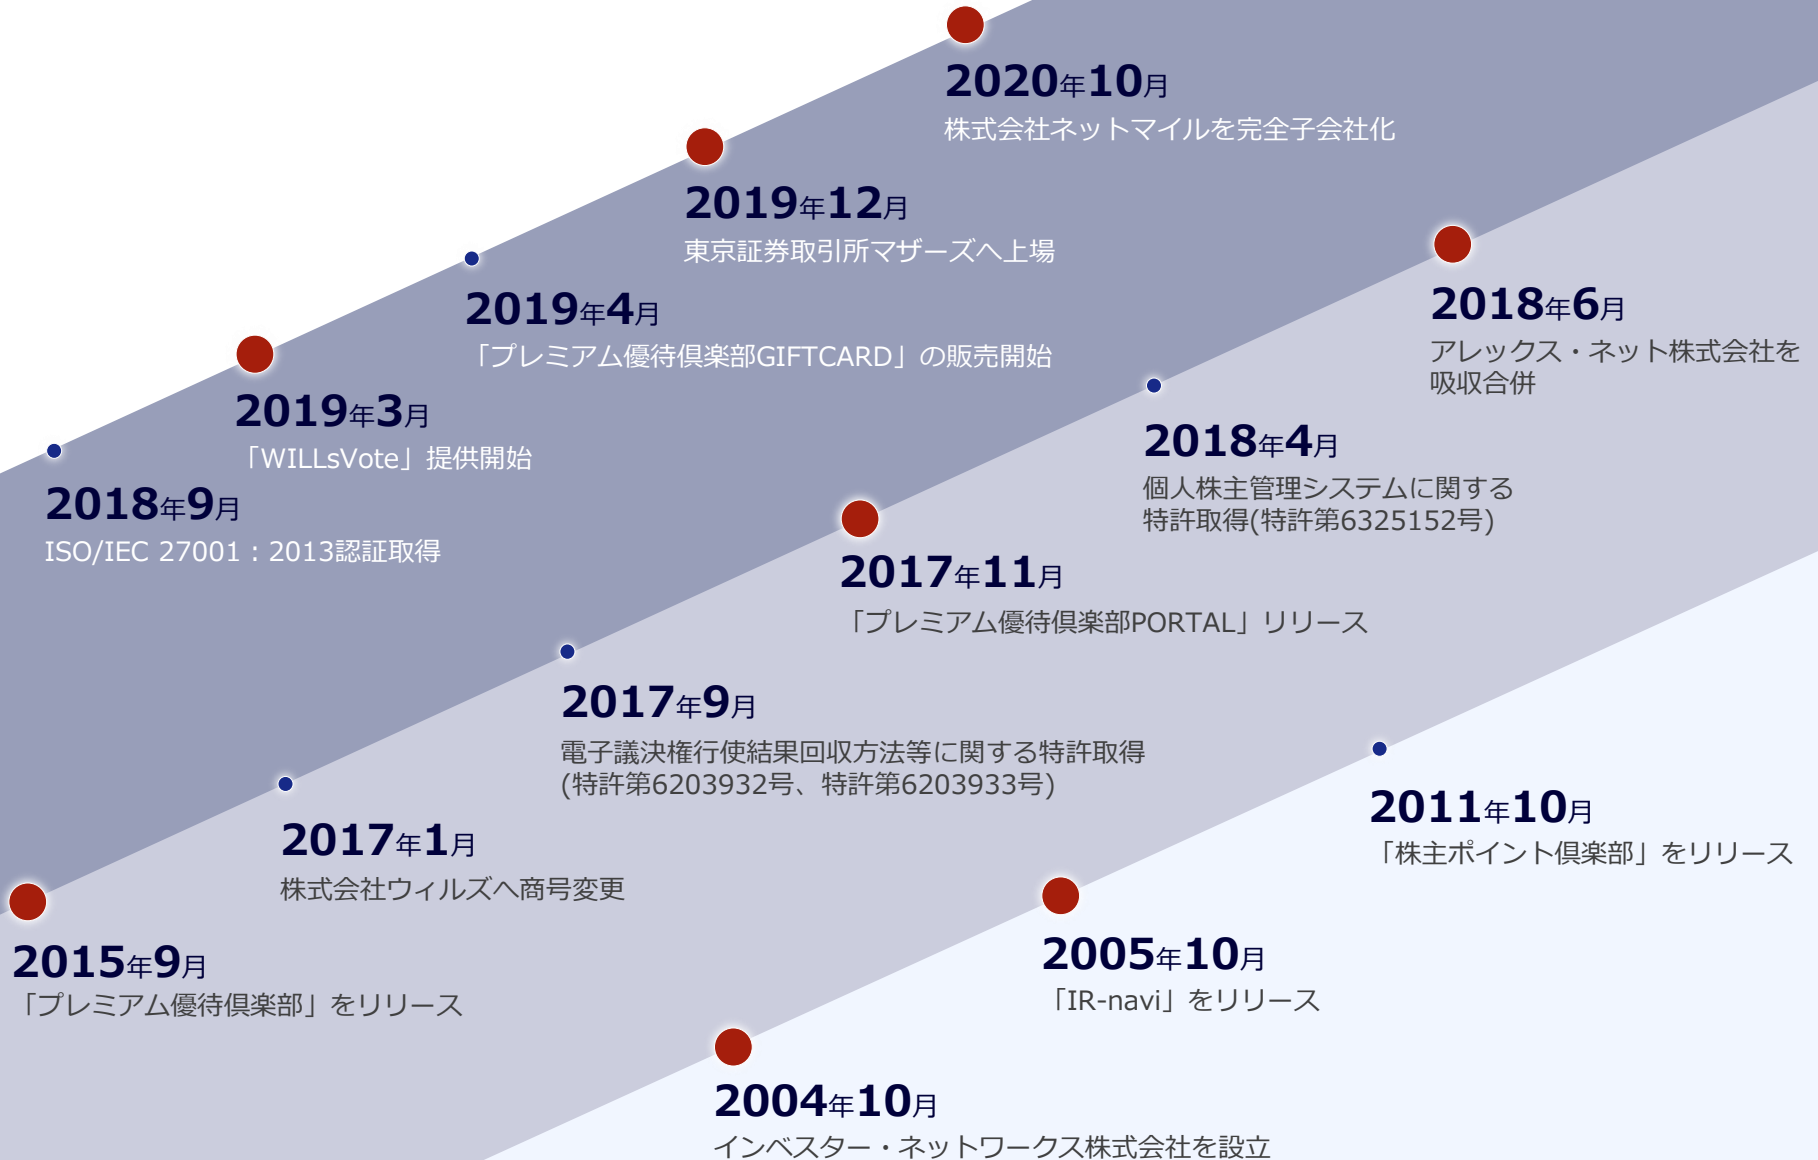 2020年10月
株式会社ネットマイルを完全子会社化
2019年12月
東京証券取引所マザーズへ上場
2019年4月
「プレミアム優待倶楽部GIFTCARD」の販売開始
2019年3月
「WILLsVote」提供開始
2018年9月
ISO/IEC 27001：2013認証取得
2018年6月
アレックス・ネット株式会社を
吸収合併
2018年4月
個人株主管理システムに関する
特許取得(特許第6325152号)
2017年11月
「プレミアム優待倶楽部PORTAL」リリース
2017年9月
電子議決権行使結果回収方法等に関する特許取得
(特許第6203932号、特許第6203933号)
2017年1月
株式会社ウィルズへ商号変更
2015年9月
「プレミアム優待倶楽部」をリリース
2011年10月
「株主ポイント倶楽部」をリリース
2005年10月
「IR-navi」をリリース
2004年10月
インベスター・ネットワークス株式会社を設立